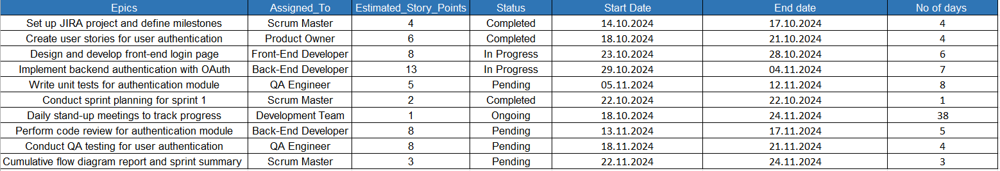 Epics Assigned_To Estimated_Story_Points Status Start Date End date No of days
Set up JIRA project and define milestones Scrum Master 4 Completed 14.10.2024 17.10.2024 4
Create user stories for user authentication Product Owner 6 Completed 18.10.2024 21.10.2024 4
Design and develop front-end login page Front-End Developer 8 In Progress 23.10.2024 28.10.2024 6
Implement backend authentication with OAuth Back-End Developer 13 In Progress 29.10.2024 04.11.2024 7
Write unit tests for authentication module QA Engineer 5 Pending 05.11.2024 12.11.2024 8
Conduct sprint planning for sprint 1 Scrum Master 2 Completed 22.10.2024 22.10.2024 1
Daily stand-up meetings to track progress Development Team 1 Ongoing 18.10.2024 24.11.2024 38
Perform code review for authentication module Back-End Developer 8 Pending 13.11.2024 17.11.2024 5
Conduct QA testing for user authentication QA Engineer 8 Pending 18.11.2024 21.11.2024 4
Cumulative flow diagram report and sprint summary Scrum Master 3 Pending 22.11.2024 24.11.2024 3